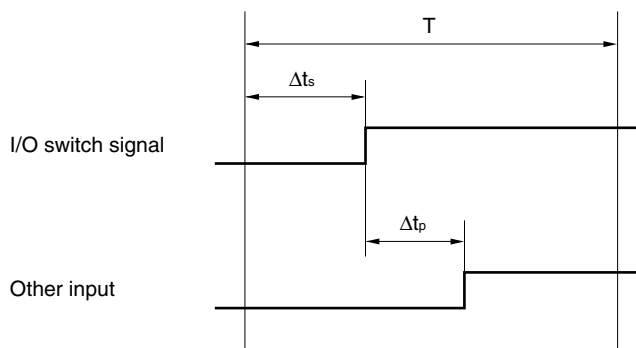 T
Δts
I/O switch signal
Δtp
Other input